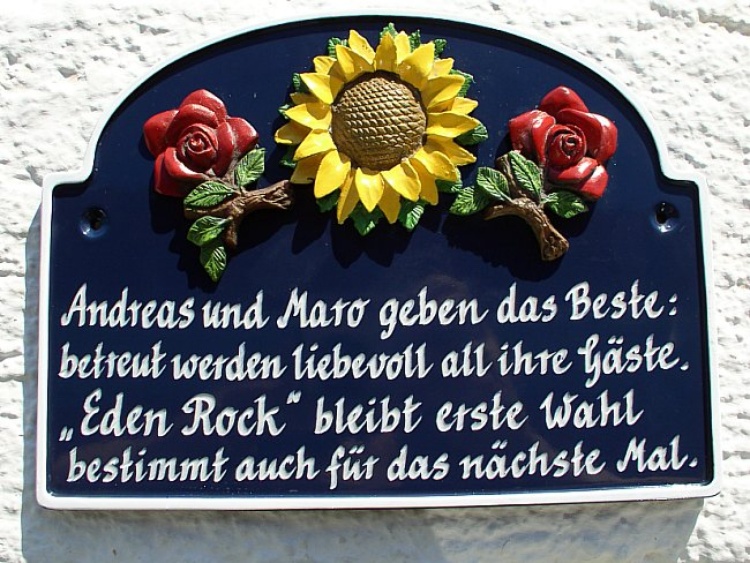 Andreas und Maro geben das Beste:
betreut werden liebevoll all ihre Gäste.
„Eden Rock“ bleibt erste Wahl
bestimmt auch für das nächste Mal.